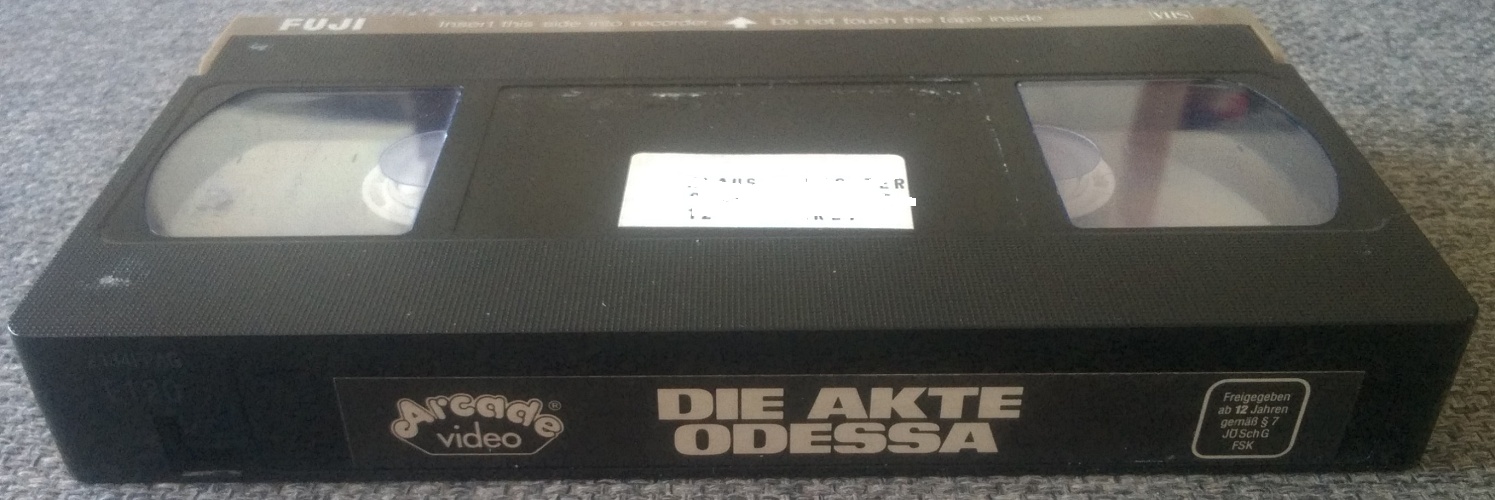 FUJI
Insert this side into recorder
Do not touch the tape inside
VHS
E180
Arcade®
video
DIE AKTE
ODESSA
Freigegeben
ab 12 Jahren
gemäß § 7
JÖSchG
FSK